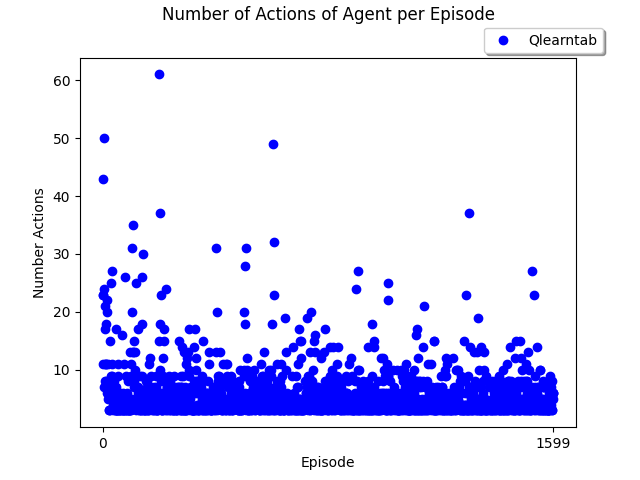 Number of Actions of Agent per Episode
Qlearntab
60
50
40
30
20
10
Number Actions
0
1599
Episode